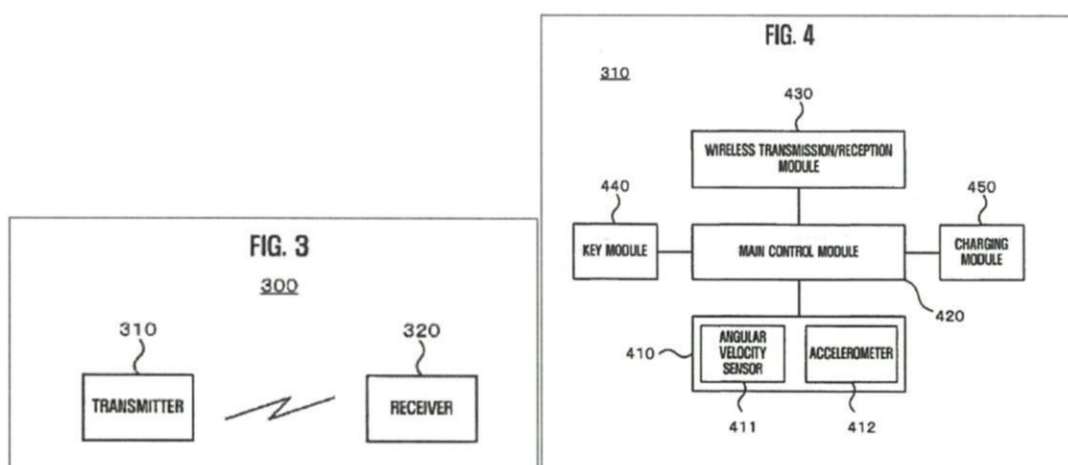 FIG. 3
300
310
320
TRANSMITTER
RECEIVER
FIG. 4
310
430
WIRELESS TRANSMISSION/RECEPTION
MODULE
440
450
KEY MODULE
MAIN CONTROL MODULE
CHARGING
MODULE
420
410
ANGULAR
VELOCITY
SENSOR
ACCELEROMETER
411
412